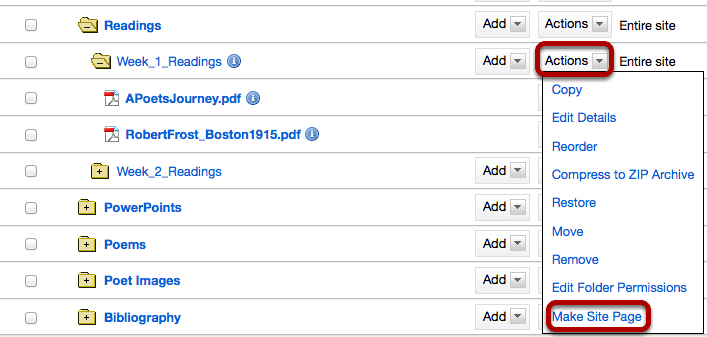 Readings Add Actions Entire site
Week_1_Readings Add Actions Entire site
APoetsJourney.pdf
RobertFrost_Boston1915.pdf
Week_2_Readings Add
PowerPoints Add
Poems Add
Poet Images Add
Bibliography Add
Copy
Edit Details
Reorder
Compress to ZIP Archive
Restore
Move
Remove
Edit Folder Permissions
Make Site Page